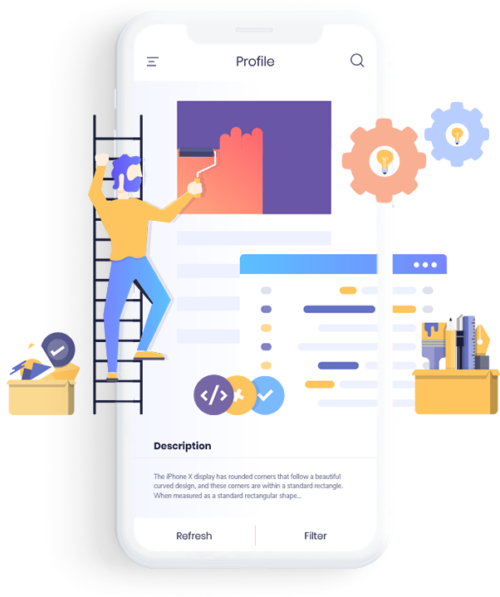 Profile
</>
Description
The iPhone X display has rounded corners that follow a beautiful
curved design, and these corners are within a standard rectangle.
When measured as a standard rectangular shape...
Refresh
Filter